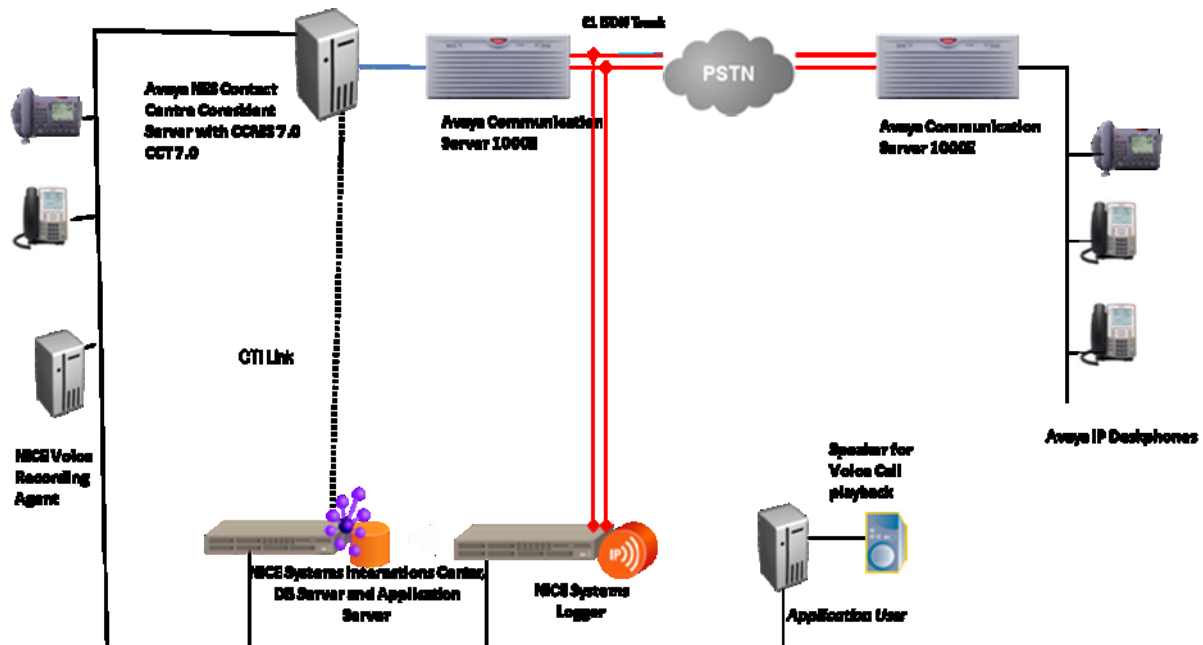 E1 ISDN Trunk
PSTN
Avaya NES Contact
Centre Coresident
Server with CCMS 7.0
CCT 7.0
Avaya Communication
Server 1000E
Avaya Communication
Server 1000E
CTI Link
Avaya IP Deskphones
NICE Voice
Recording
Agent
Speaker for
Voice Call
playback
IP
NICE Systems Interactions Center,
DB Server and Application
Server
NICE Systems
Logger
Application User